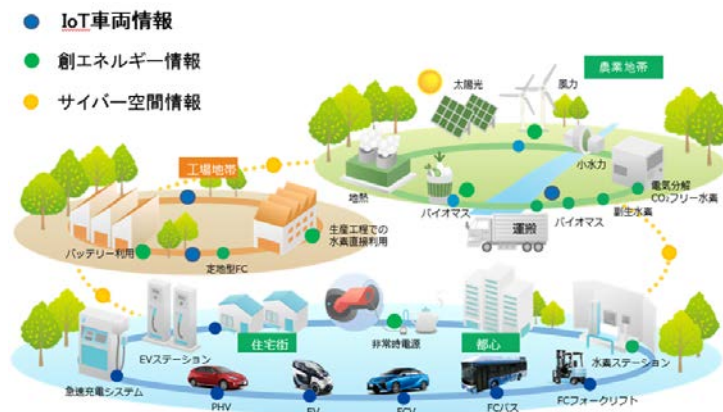 IoT車両情報
創エネルギー情報
サイバー空間情報
農業地帯
太陽光
風力
小水力
地熱
バイオマス
運搬
バイオマス
副生水素
電気分解
CO₂フリー水素
工場地帯
バッテリー利用
定地型FC
生産工程での
水素直接利用
EVステーション
住宅街
非常時電源
都心
水素ステーション
急速充電システム
PHV
EV
FCV
FCバス
FCフォークリフト